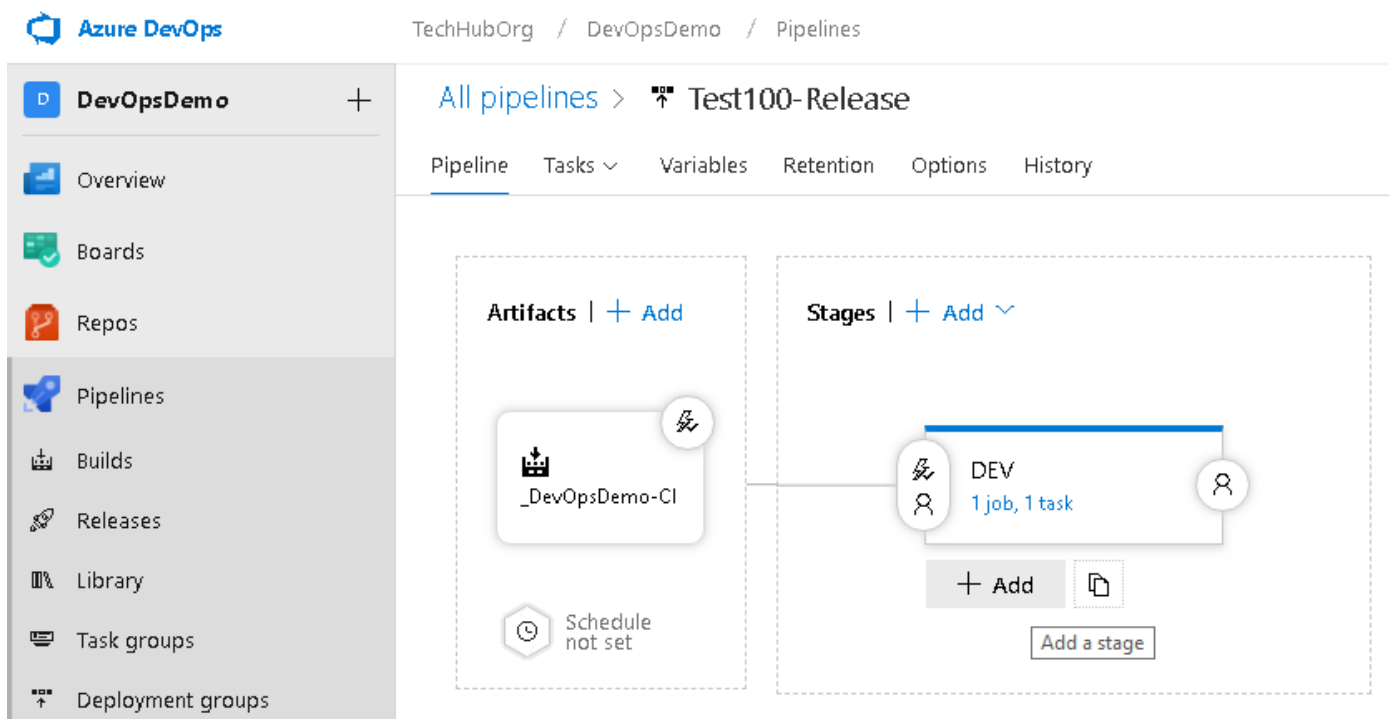 Azure DevOps
TechHubOrg / DevOpsDemo / Pipelines
D DevOpsDemo +
All pipelines > Test100-Release
Pipeline Tasks Variables Retention Options History
Overview
Boards
Repos
Pipelines
Builds
Releases
Library
Task groups
Deployment groups
Artifacts | + Add
_DevOpsDemo-CI
Schedule
not set
Stages | + Add
DEV
1 job, 1 task
+ Add
Add a stage